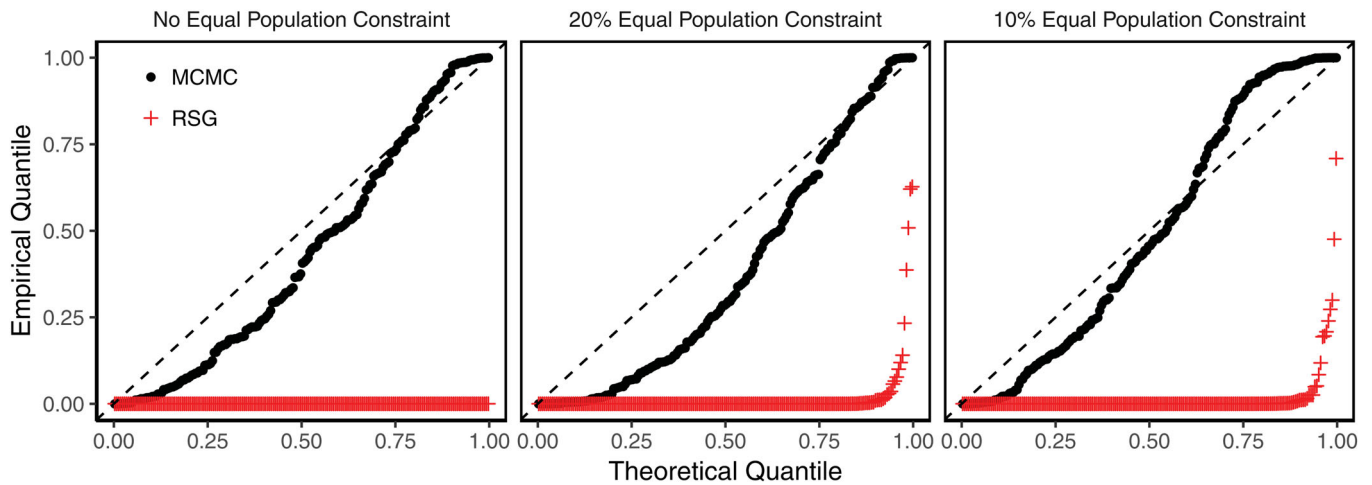 No Equal Population Constraint
20% Equal Population Constraint
10% Equal Population Constraint
Empirical Quantile
1.00
0.75
0.50
0.25
0.00
MCMC
RSG
0.00 0.25 0.50 0.75 1.00
0.00 0.25 0.50 0.75 1.00
0.00 0.25 0.50 0.75 1.00
Theoretical Quantile